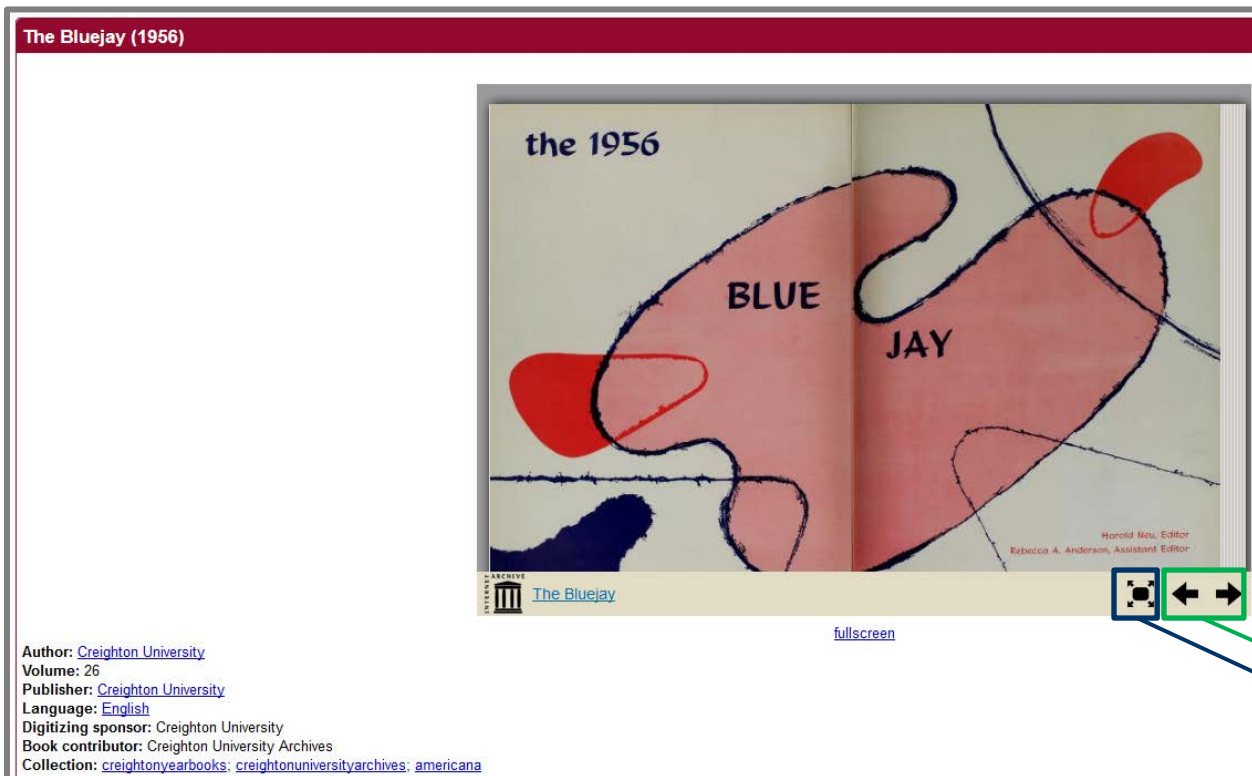 The Bluejay (1956)
the 1956
BLUE
JAY
Harold Neu, Editor
Rebecca A. Anderson, Assistant Editor
INTERNET ARCHIVE
The Bluejay
fullscreen
Author: Creighton University
Volume: 26
Publisher: Creighton University
Language: English
Digitizing sponsor: Creighton University
Book contributor: Creighton University Archives
Collection: creightonyearbooks; creightonuniversityarchives; americana